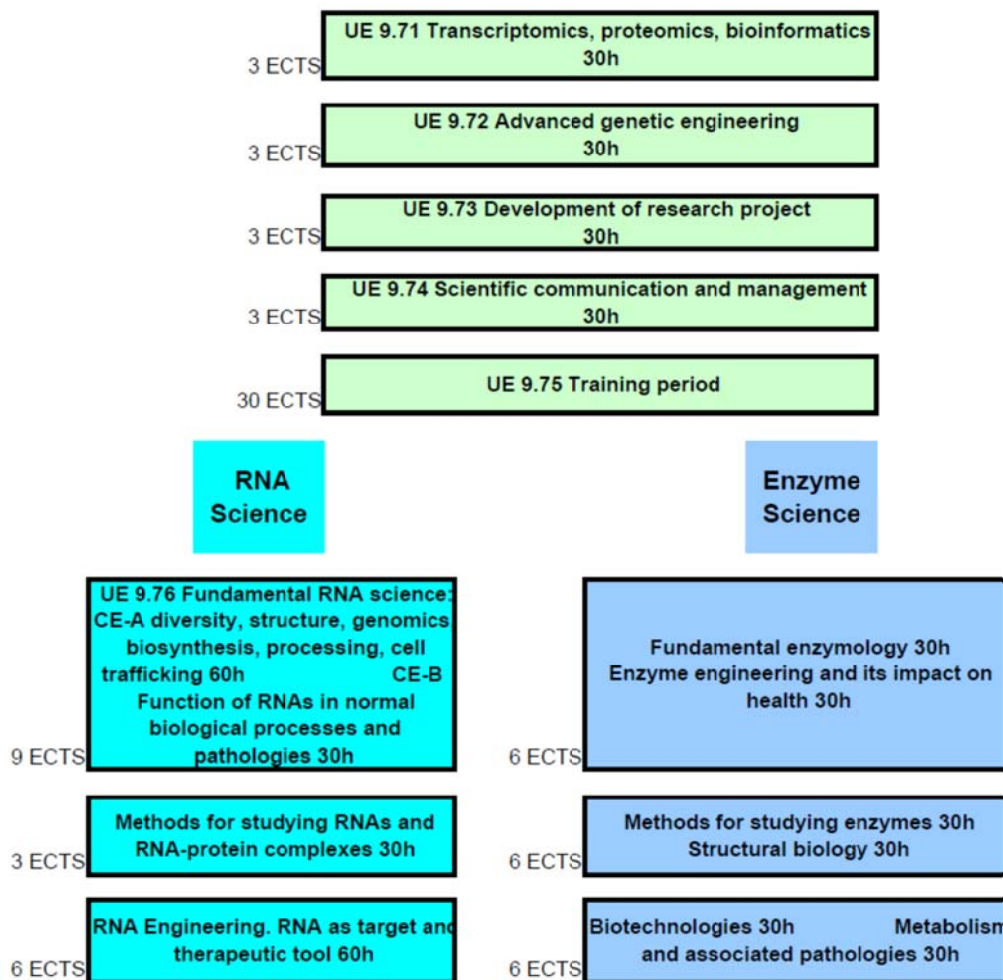 UE 9.71 Transcriptomics, proteomics, bioinformatics
30h
3 ECTS
UE 9.72 Advanced genetic engineering
30h
3 ECTS
UE 9.73 Development of research project
30h
3 ECTS
UE 9.74 Scientific communication and management
30h
3 ECTS
UE 9.75 Training period
30 ECTS
RNA
Science
Enzyme
Science
UE 9.76 Fundamental RNA science:
CE-A diversity, structure, genomics,
biosynthesis, processing, cell
trafficking 60h CE-B
Function of RNAs in normal
biological processes and
pathologies 30h
9 ECTS
Fundamental enzymology 30h
Enzyme engineering and its impact on
health 30h
6 ECTS
Methods for studying RNAs and
RNA-protein complexes 30h
3 ECTS
Methods for studying enzymes 30h
Structural biology 30h
6 ECTS
RNA Engineering. RNA as target and
therapeutic tool 60h
6 ECTS
Biotechnologies 30h Metabolism
and associated pathologies 30h
6 ECTS